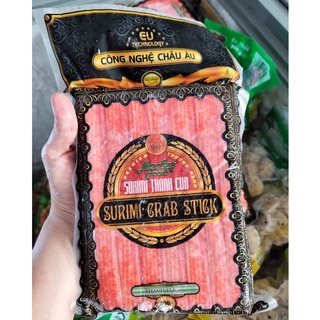 EU
TECHNOLOGY
CÔNG NGHỆ CHÂU ÂU
SURIMI THANH CUA
SURIMI CRAB STICK